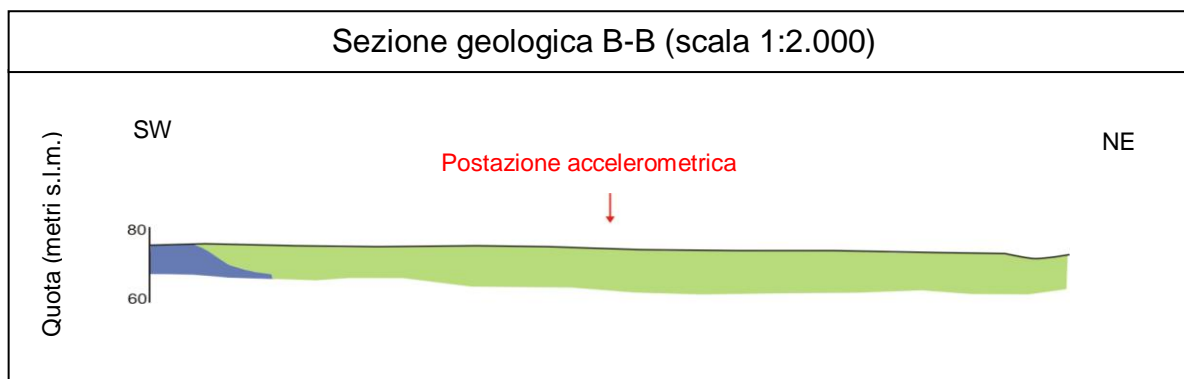 Sezione geologica B-B (scala 1:2.000)
SW
NE
Postazione accelerometrica
Quota (metri s.l.m.)
80
60